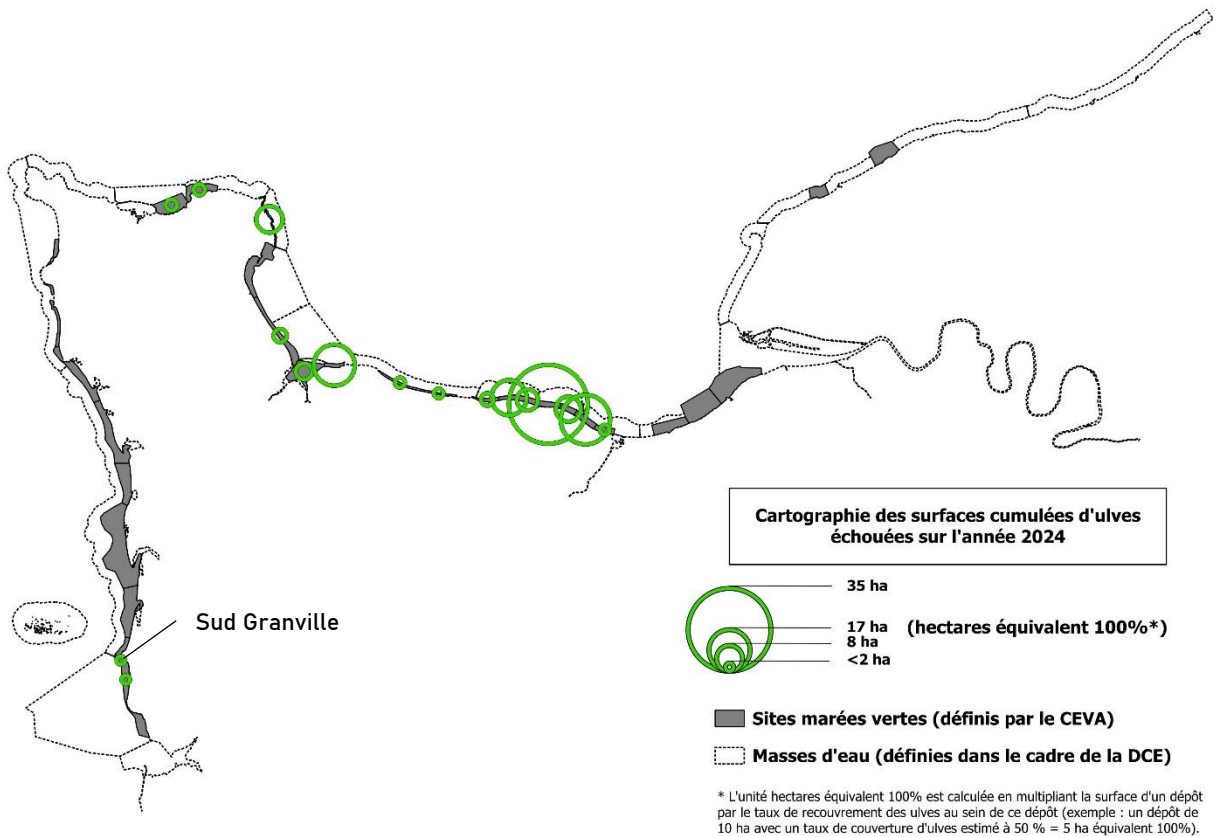 Sud Granville
Cartographie des surfaces cumulées d'ulves
échouées sur l'année 2024
35 ha
17 ha
8 ha
<2 ha
(hectares équivalent 100%*)
Sites marées vertes (définis par le CEVA)
Masses d'eau (définies dans le cadre de la DCE)
* L'unité hectares équivalent 100% est calculée en multipliant la surface d'un dépôt
par le taux de recouvrement des ulves au sein de ce dépôt (exemple : un dépôt de
10 ha avec un taux de couverture d'ulves estimé à 50 % = 5 ha équivalent 100%).